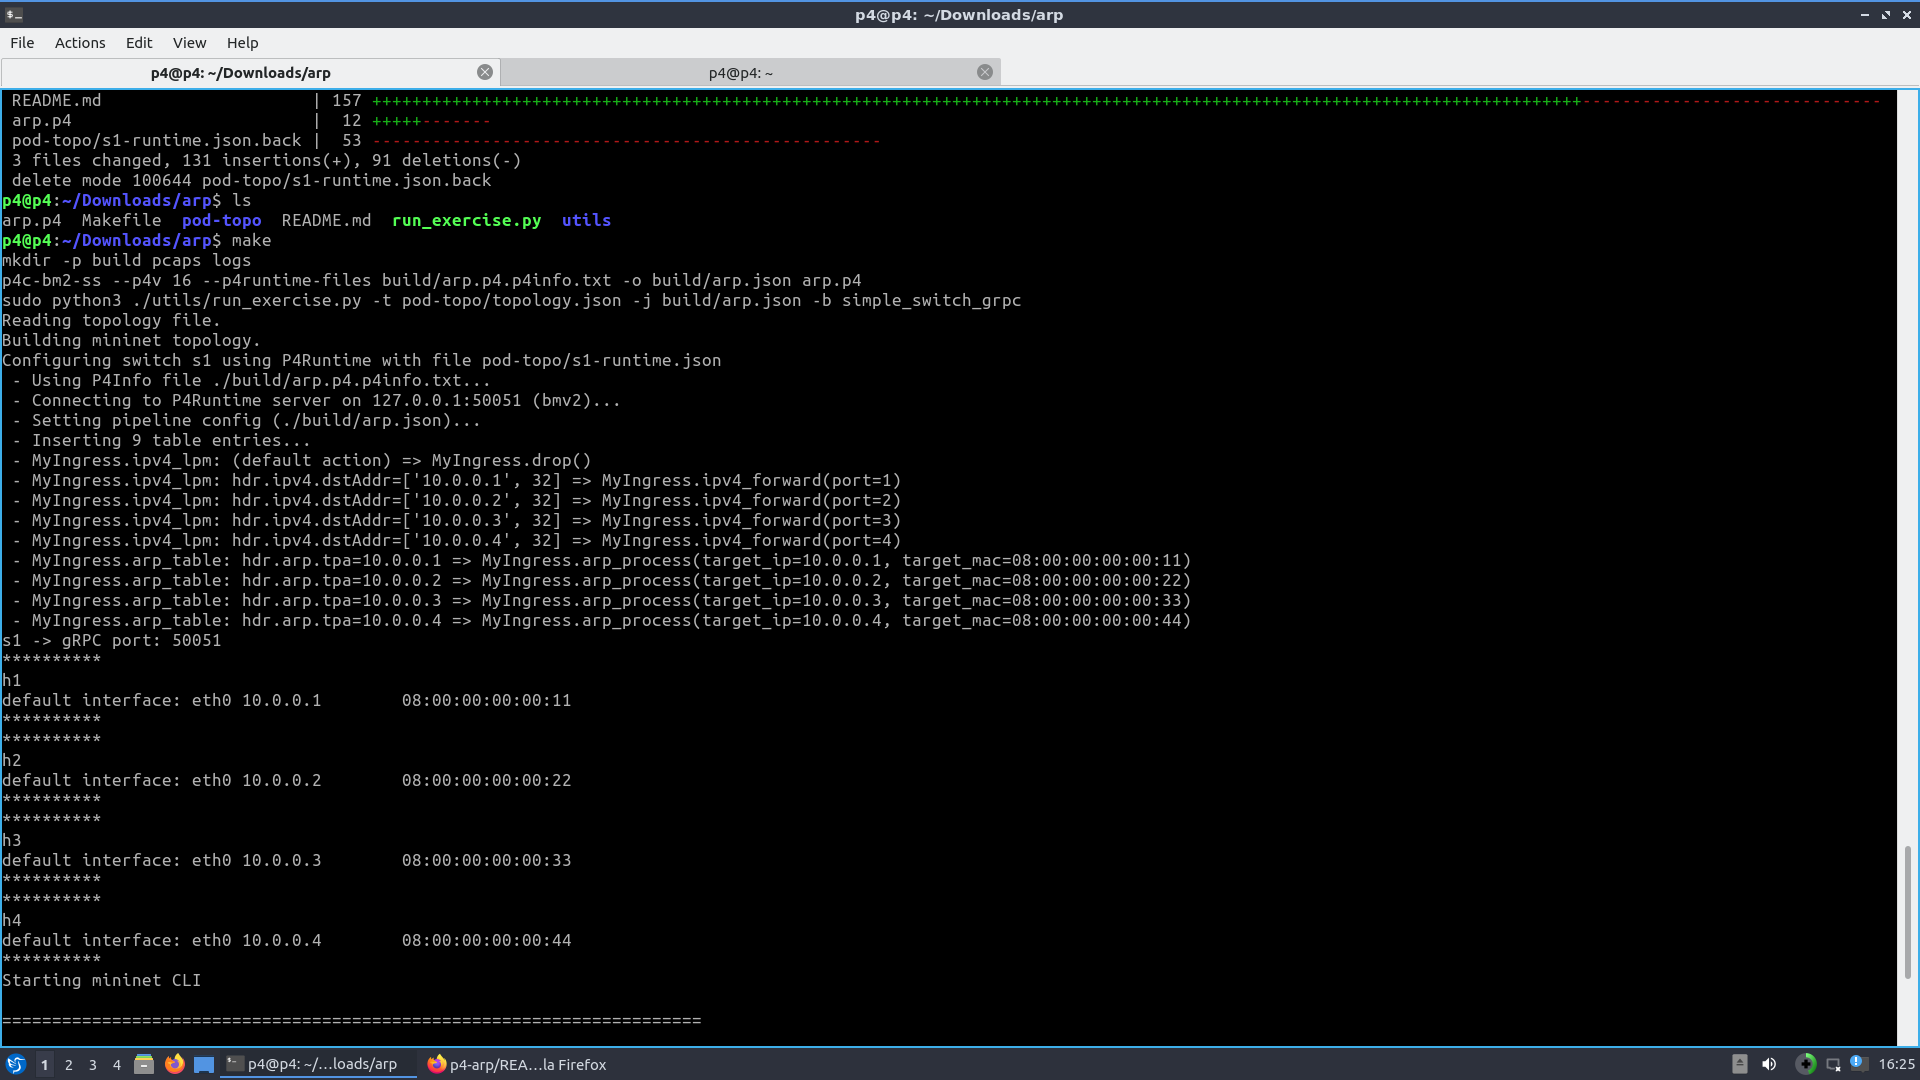 p4@p4: ~/Downloads/arp
File Actions Edit View Help
p4@p4: ~/Downloads/arp p4@p4: ~
README.md | 157 +++++++++++++++++++++++++++++++++++++++++++++++++++++++++++++++++++++++++++++++++++++++++++++++++++++++++++++++++++++++++------------------------------
arp.p4 | 12 +++++-------
pod-topo/s1-runtime.json.back | 53 ---------------------------------------------------
3 files changed, 131 insertions(+), 91 deletions(-)
delete mode 100644 pod-topo/s1-runtime.json.back
p4@p4:~/Downloads/arp$ ls
arp.p4 Makefile pod-topo README.md run_exercise.py utils
p4@p4:~/Downloads/arp$ make
mkdir -p build pcaps logs
p4c-bm2-ss --p4v 16 --p4runtime-files build/arp.p4.p4info.txt -o build/arp.json arp.p4
sudo python3 ./utils/run_exercise.py -t pod-topo/topology.json -j build/arp.json -b simple_switch_grpc
Reading topology file.
Building mininet topology.
Configuring switch s1 using P4Runtime with file pod-topo/s1-runtime.json
- Using P4Info file ./build/arp.p4.p4info.txt...
- Connecting to P4Runtime server on 127.0.0.1:50051 (bmv2)...
- Setting pipeline config (./build/arp.json)...
- Inserting 9 table entries...
- MyIngress.ipv4_lpm: (default action) => MyIngress.drop()
- MyIngress.ipv4_lpm: hdr.ipv4.dstAddr=['10.0.0.1', 32] => MyIngress.ipv4_forward(port=1)
- MyIngress.ipv4_lpm: hdr.ipv4.dstAddr=['10.0.0.2', 32] => MyIngress.ipv4_forward(port=2)
- MyIngress.ipv4_lpm: hdr.ipv4.dstAddr=['10.0.0.3', 32] => MyIngress.ipv4_forward(port=3)
- MyIngress.ipv4_lpm: hdr.ipv4.dstAddr=['10.0.0.4', 32] => MyIngress.ipv4_forward(port=4)
- MyIngress.arp_table: hdr.arp.tpa=10.0.0.1 => MyIngress.arp_process(target_ip=10.0.0.1, target_mac=08:00:00:00:00:11)
- MyIngress.arp_table: hdr.arp.tpa=10.0.0.2 => MyIngress.arp_process(target_ip=10.0.0.2, target_mac=08:00:00:00:00:22)
- MyIngress.arp_table: hdr.arp.tpa=10.0.0.3 => MyIngress.arp_process(target_ip=10.0.0.3, target_mac=08:00:00:00:00:33)
- MyIngress.arp_table: hdr.arp.tpa=10.0.0.4 => MyIngress.arp_process(target_ip=10.0.0.4, target_mac=08:00:00:00:00:44)
s1 -> gRPC port: 50051
**********
h1
default interface: eth0 10.0.0.1 08:00:00:00:00:11
**********
**********
h2
default interface: eth0 10.0.0.2 08:00:00:00:00:22
**********
**********
h3
default interface: eth0 10.0.0.3 08:00:00:00:00:33
**********
**********
h4
default interface: eth0 10.0.0.4 08:00:00:00:00:44
**********
Starting mininet CLI
======================================================================
1 2 3 4 p4@p4: ~/…loads/arp p4-arp/REA…la Firefox 16:25